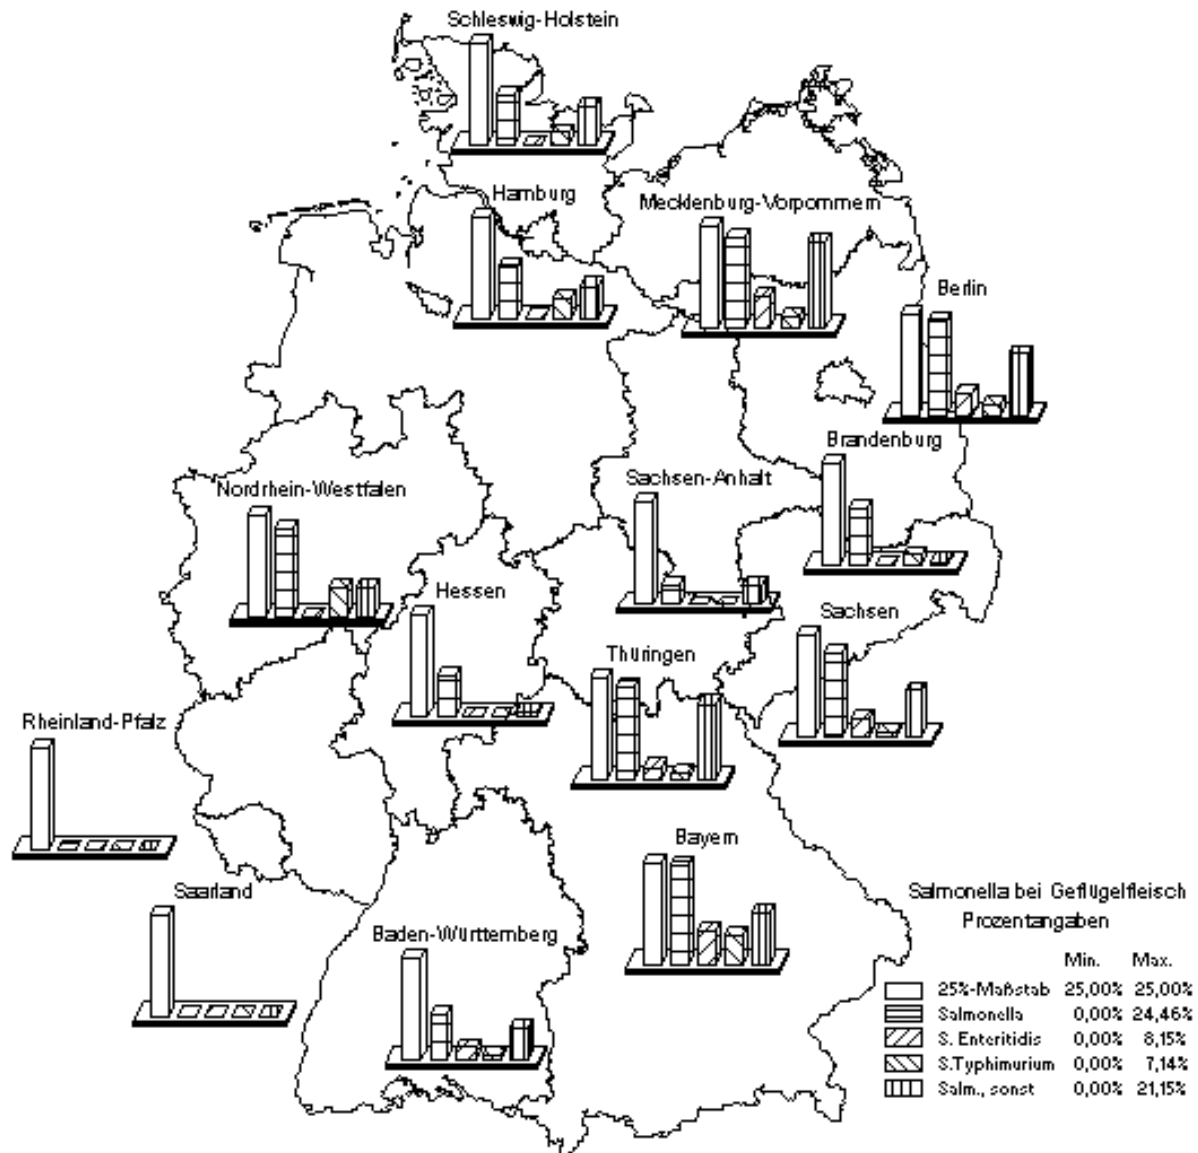 Schleswig-Holstein
Hamburg
Mecklenburg-Vorpommern
Berlin
Brandenburg
Nordrhein-Westfalen
Sachsen-Anhalt
Hessen
Sachsen
Thüringen
Rheinland-Pfalz
Bayern
Saarland
Baden-Württemberg
Salmonella bei Geflügelfleisch
Prozentangaben
Min. Max.
25%-Maßstab 25,00% 25,00%
Salmonella 0,00% 24,46%
S. Enteritidis 0,00% 8,15%
S.Typhimurium 0,00% 7,14%
Salm., sonst 0,00% 21,15%